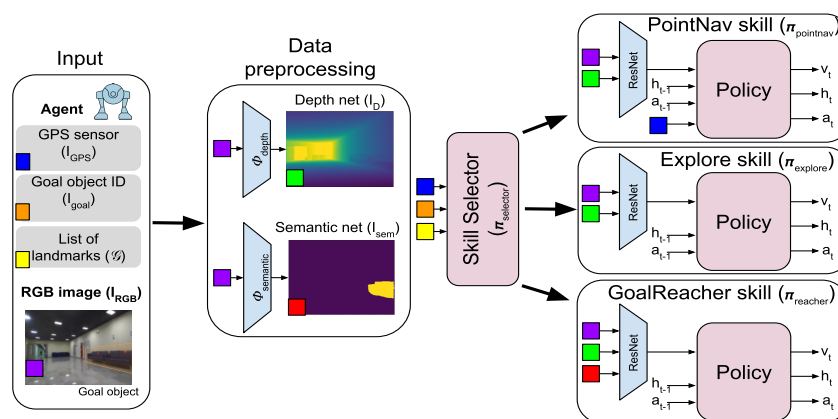 Input
Agent
GPS sensor
(I_GPS)
Goal object ID
(I_goal)
List of
landmarks (𝒢)
RGB image (I_RGB)
Goal object
Data
preprocessing
Depth net (I_D)
Φ_depth
Semantic net (I_sem)
Φ_semantic
Skill Selector
(π_selector)
PointNav skill (π_pointnav)
ResNet
h_t-1
a_t-1
Policy
v_t
h_t
a_t
Explore skill (π_explore)
ResNet
h_t-1
a_t-1
Policy
v_t
h_t
a_t
GoalReacher skill (π_reacher)
ResNet
h_t-1
a_t-1
Policy
v_t
h_t
a_t